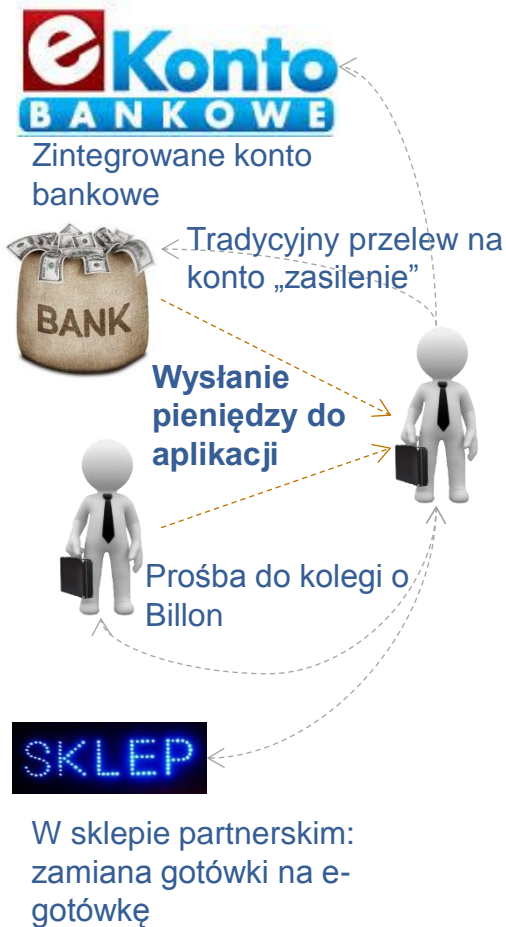 eKonto
BANKOWE
Zintegrowane konto
bankowe
Tradycyjny przelew na
konto „zasilenie”
BANK
Wysłanie
pieniędzy do
aplikacji
Prośba do kolegi o
Billon
SKLEP
W sklepie partnerskim:
zamiana gotówki na e-
gotówkę